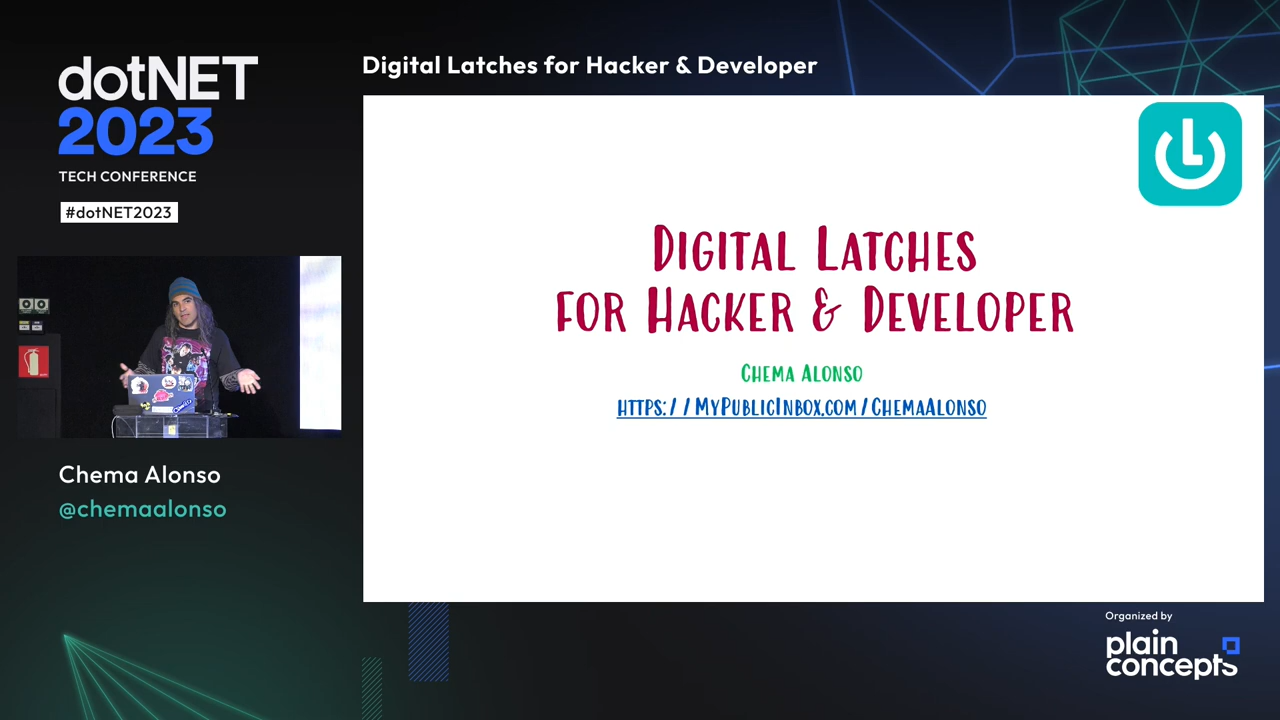 dotNET
2023
TECH CONFERENCE
#dotNET2023
Digital Latches for Hacker & Developer
Digital Latches
for Hacker & Developer
Chema Alonso
https://MyPublicInbox.com/ChemaAlonso
Chema Alonso
@chemaalonso
Organized by
plain
concepts